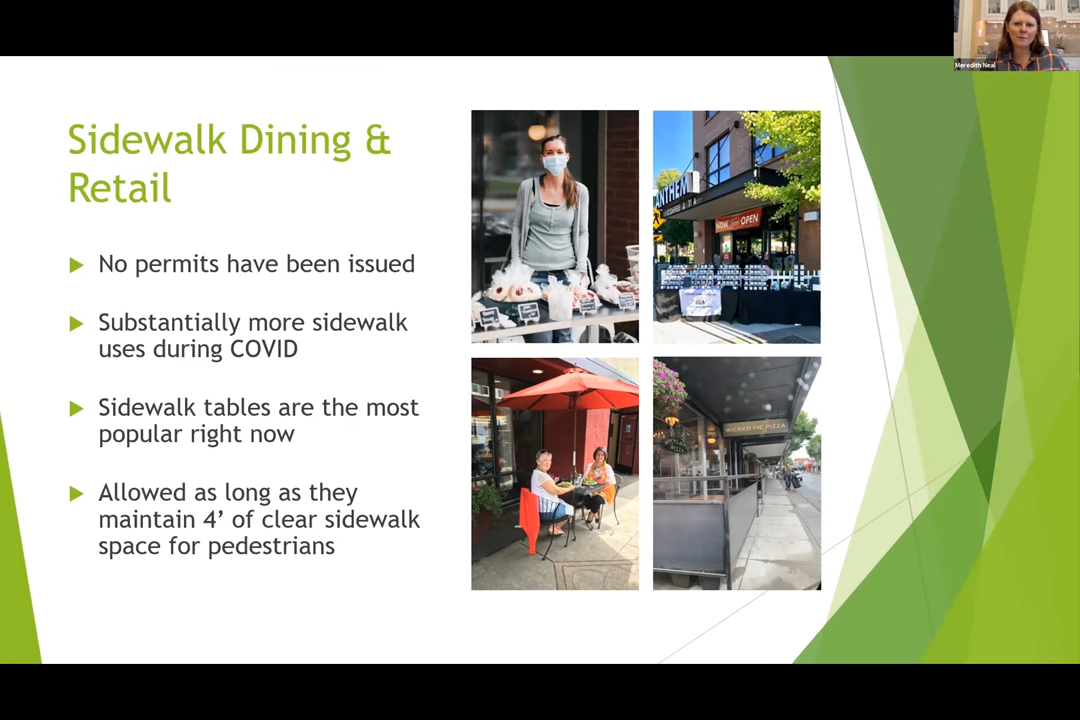 Meredith Neal
Sidewalk Dining &
Retail
No permits have been issued
Substantially more sidewalk
uses during COVID
Sidewalk tables are the most
popular right now
Allowed as long as they
maintain 4’ of clear sidewalk
space for pedestrians
ANTHEM
NOW OPEN
WICKED PIE PIZZA